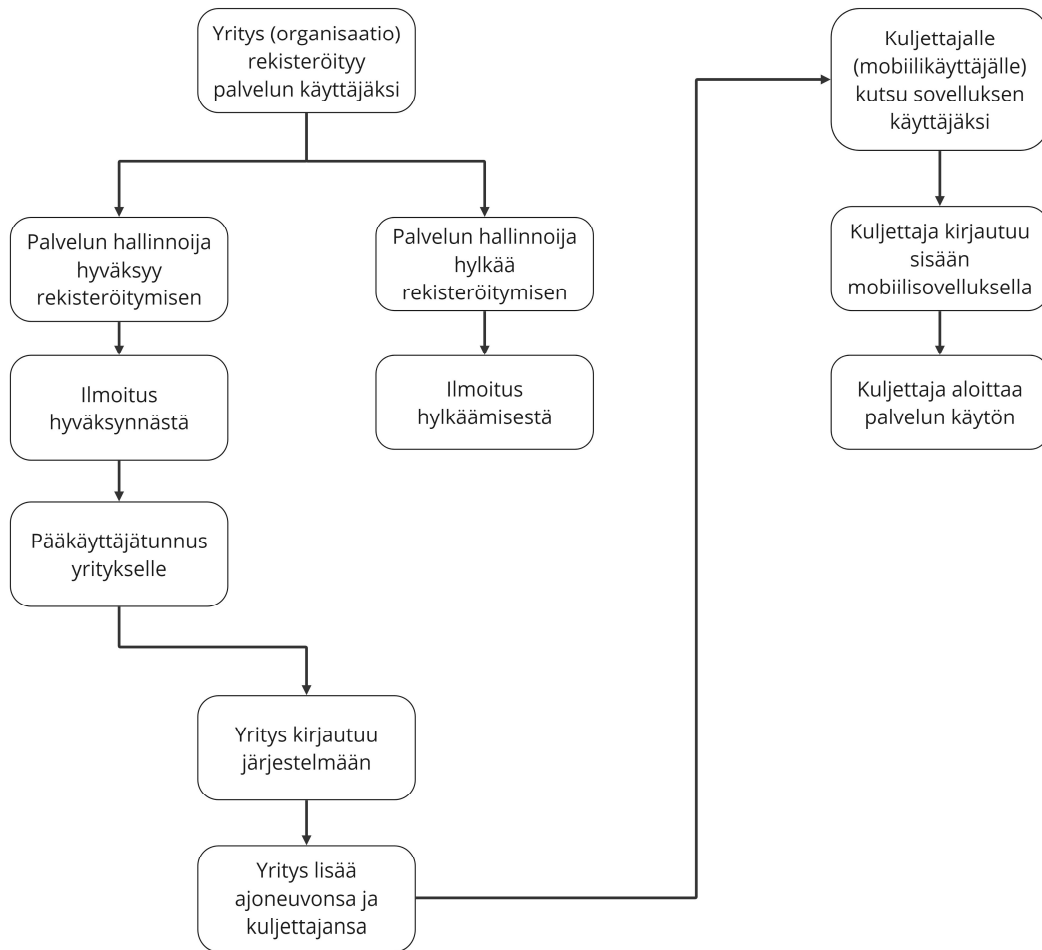 Yritys (organisaatio)
rekisteröityy
palvelun käyttäjäksi
Palvelun hallinnoija
hyväksyy
rekisteröitymisen
Palvelun hallinnoija
hylkää
rekisteröitymisen
Ilmoitus
hyväksynnästä
Ilmoitus
hylkäämisestä
Pääkäyttäjätunnus
yritykselle
Yritys kirjautuu
järjestelmään
Yritys lisää
ajoneuvonsa ja
kuljettajansa
Kuljettajalle
(mobiilikäyttäjälle)
kutsu sovelluksen
käyttäjäksi
Kuljettaja kirjautuu
sisään
mobiilisovelluksella
Kuljettaja aloittaa
palvelun käytön